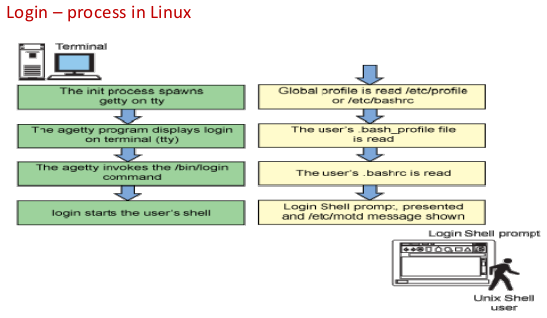 Login – process in Linux
Terminal
The init process spawns
getty on tty
The agetty program displays login
on terminal (tty)
The agetty invokes the /bin/login
command
login starts the user's shell
Global profile is read /etc/profile
or /etc/bashrc
The user's .bash_profile file
is read
The user's .bashrc is read
Login Shell prompt, presented
and /etc/motd message shown
Login Shell prompt
Unix Shell
user